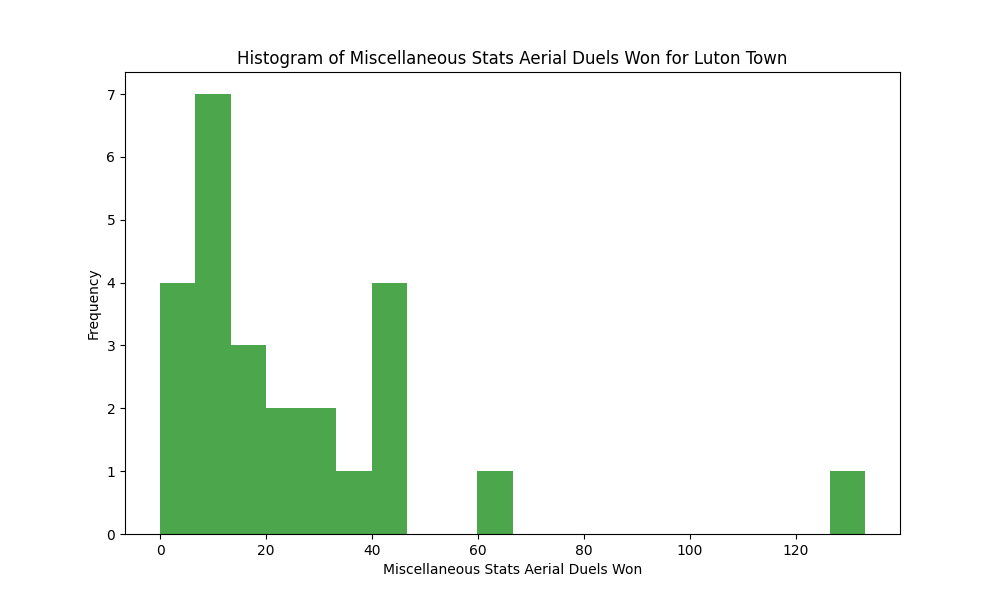 Histogram of Miscellaneous Stats Aerial Duels Won for Luton Town
7
6
5
4
3
2
1
0
Frequency
0 20 40 60 80 100 120
Miscellaneous Stats Aerial Duels Won